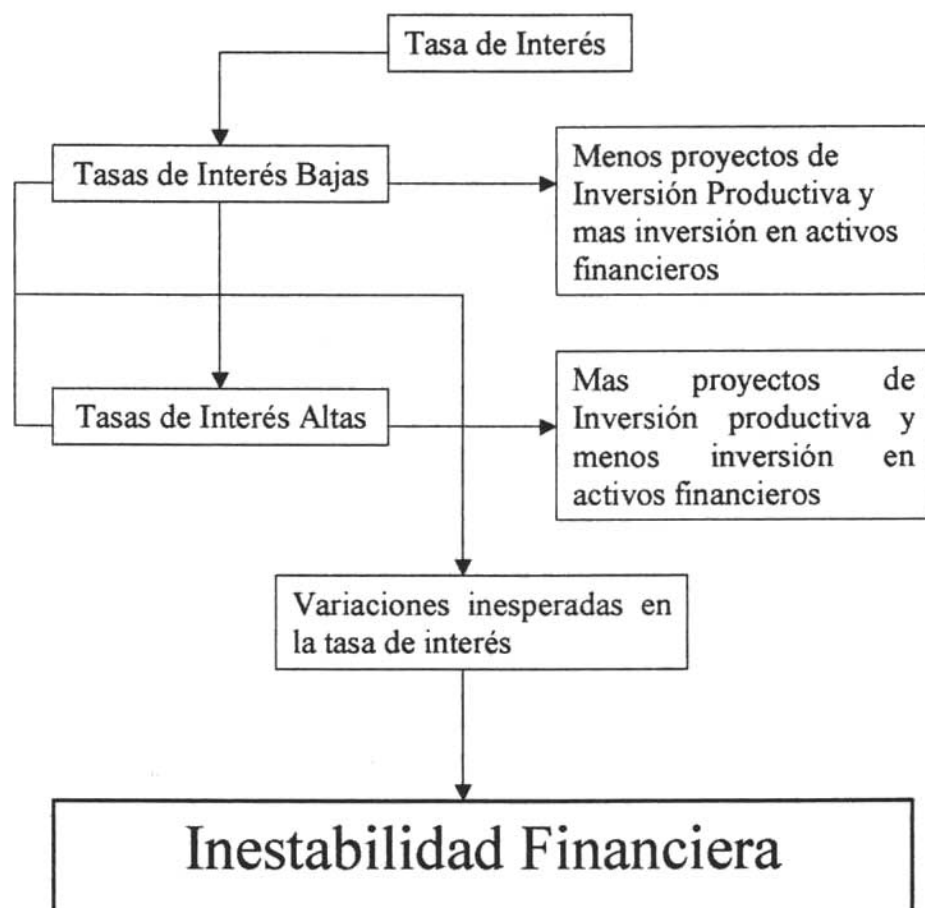 Tasa de Interés
Tasas de Interés Bajas
Menos proyectos de
Inversión Productiva y
mas inversión en activos
financieros
Tasas de Interés Altas
Mas proyectos de
Inversión productiva y
menos inversión en
activos financieros
Variaciones inesperadas en
la tasa de interés
Inestabilidad Financiera